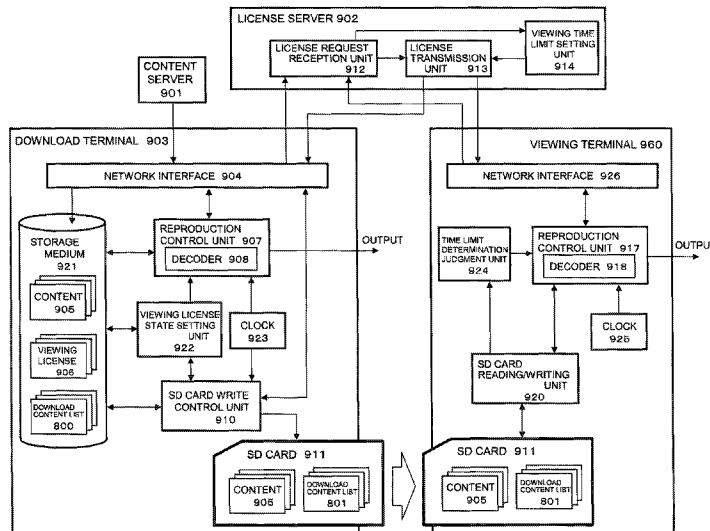 LICENSE SERVER 902
LICENSE REQUEST
RECEPTION UNIT
912
LICENSE
TRANSMISSION
UNIT 913
VIEWING TIME
LIMIT SETTING
UNIT
914
CONTENT
SERVER
901
DOWNLOAD TERMINAL 903
NETWORK INTERFACE 904
STORAGE
MEDIUM
921
CONTENT
905
VIEWING
LICENSE
906
DOWNLOAD
CONTENT LIST
800
REPRODUCTION
CONTROL UNIT 907
DECODER 908
OUTPUT
VIEWING LICENSE
STATE SETTING
UNIT
922
CLOCK
923
SD CARD WRITE
CONTROL UNIT
910
SD CARD 911
CONTENT
905
DOWNLOAD
CONTENT LIST
801
VIEWING TERMINAL 960
NETWORK INTERFACE 926
TIME LIMIT
DETERMINATION
JUDGMENT UNIT
924
REPRODUCTION
CONTROL UNIT 917
DECODER 918
OUTPU
CLOCK
925
SD CARD
READING/WRITING
UNIT
920
SD CARD 911
CONTENT
905
DOWNLOAD
CONTENT LIST
801